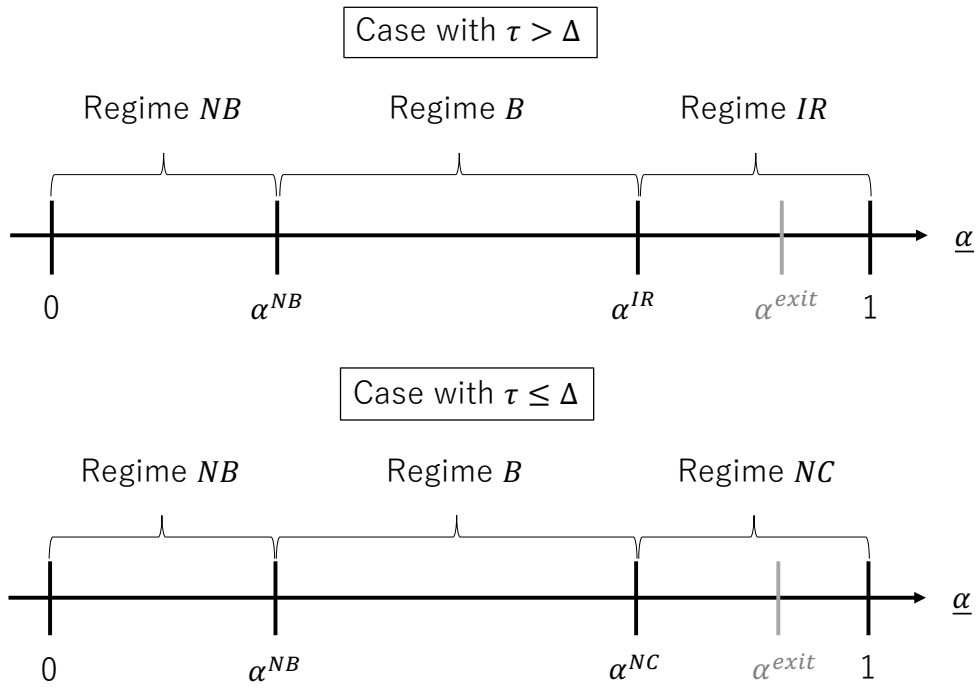 Case with τ > Δ
Regime NB Regime B Regime IR
α̲
0 α^{NB} α^{IR} α^{exit} 1
Case with τ ≤ Δ
Regime NB Regime B Regime NC
α̲
0 α^{NB} α^{NC} α^{exit} 1